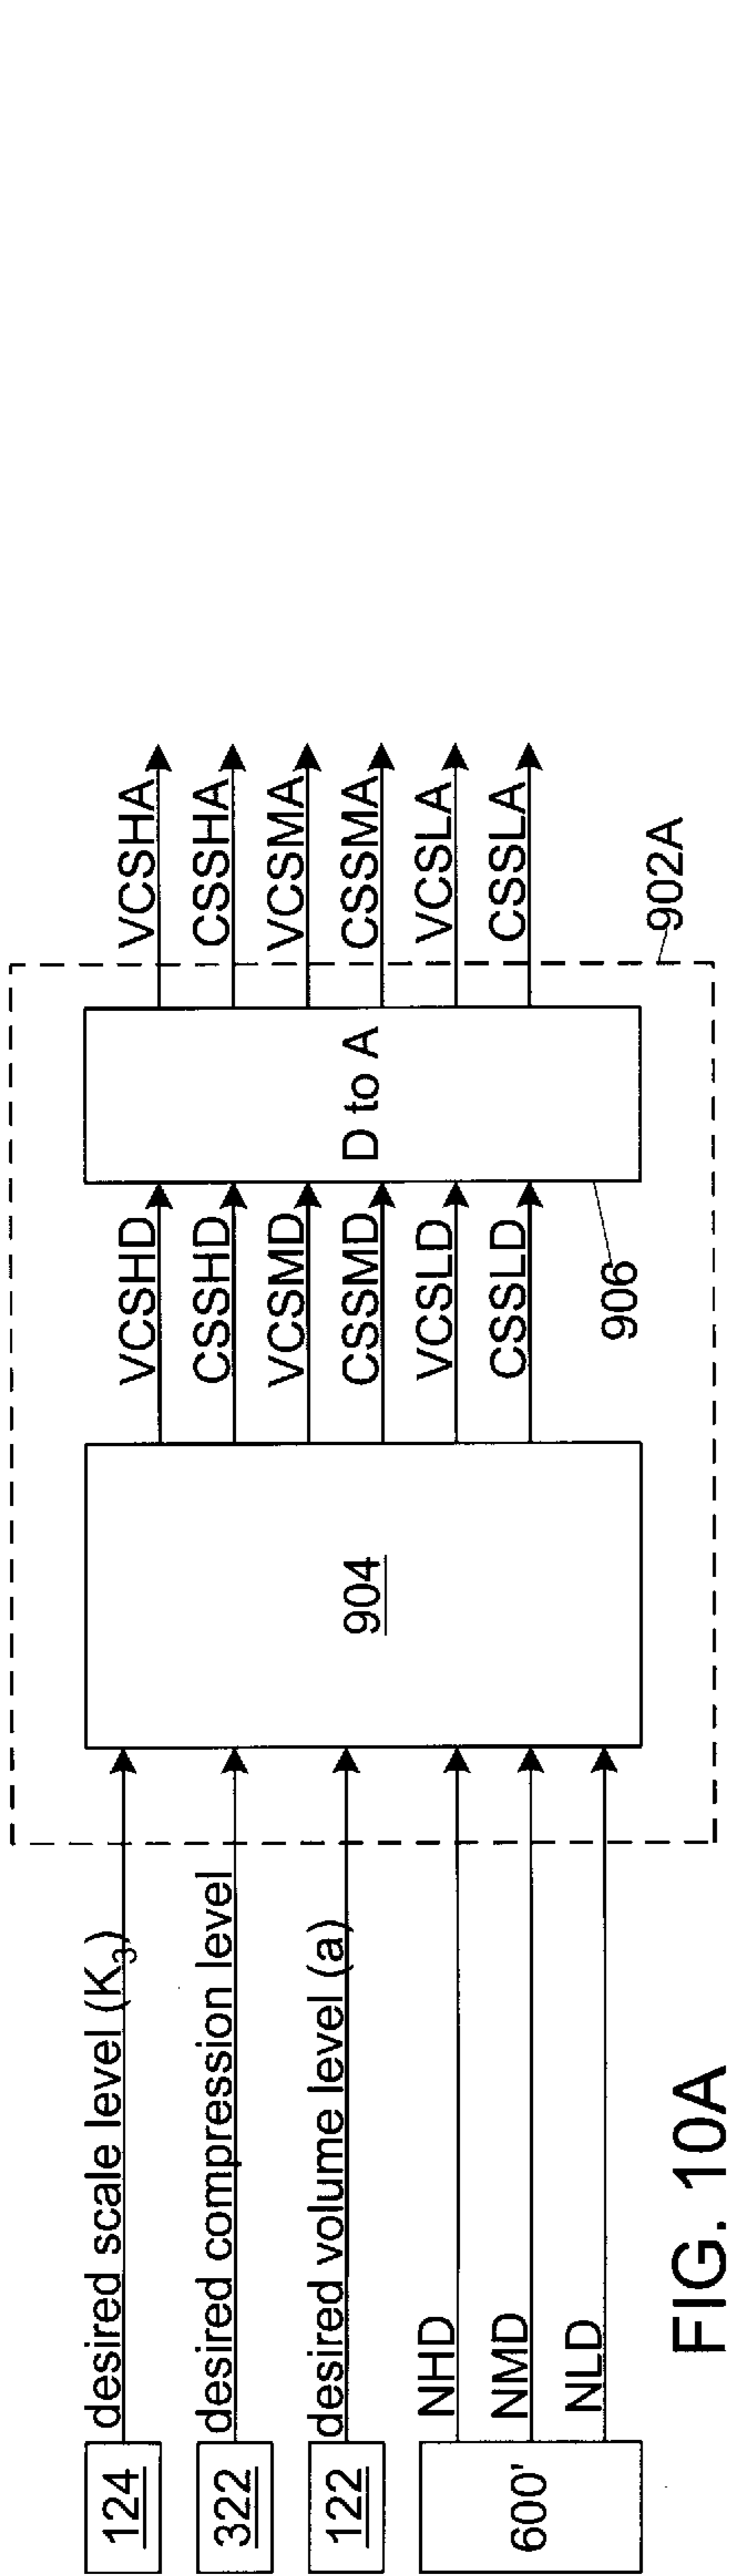 124
desired scale level (K3)
322
desired compression level
122
desired volume level (a)
600'
NHD
NMD
NLD
904
VCSHD
CSSHD
VCSMD
CSSMD
VCSLD
CSSLD
D to A
906
VCSHA
CSSHA
VCSMA
CSSMA
VCSLA
CSSLA
902A
FIG. 10A